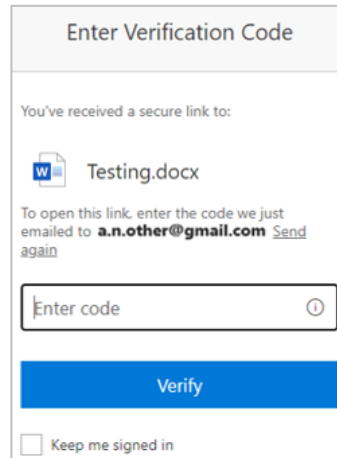 Enter Verification Code
You've received a secure link to:
W
Testing.docx
To open this link, enter the code we just
emailed to a.n.other@gmail.com Send
again
Enter code
Verify
Keep me signed in